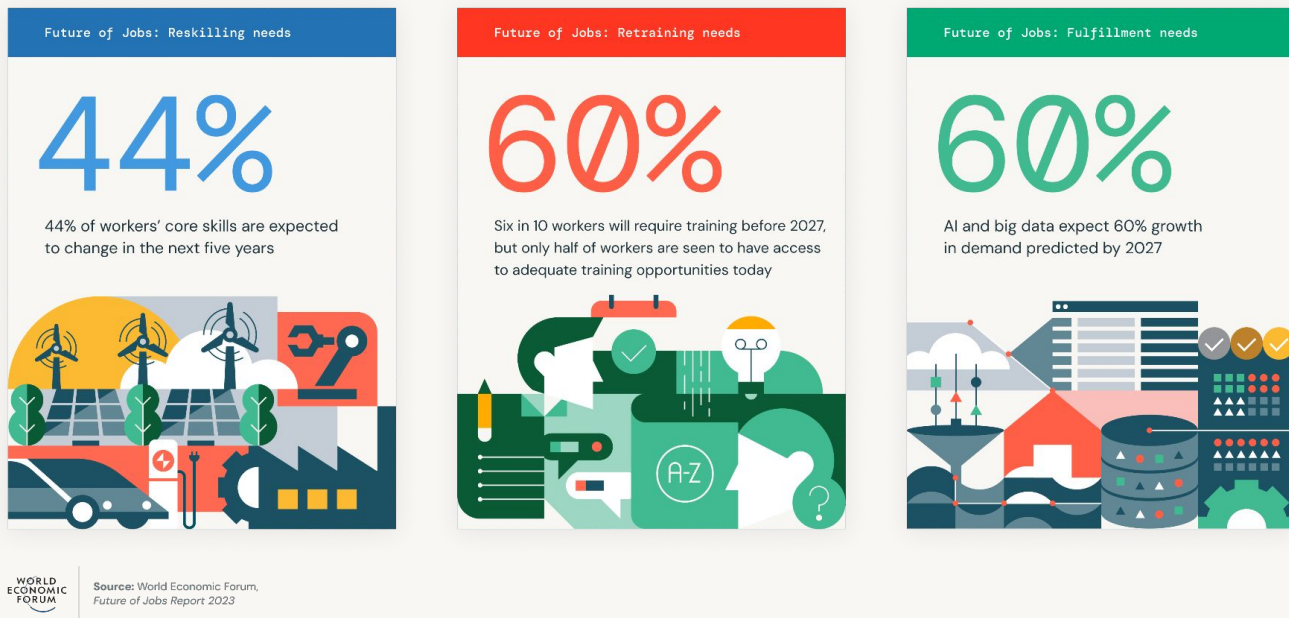 Future of Jobs: Reskilling needs
44%
44% of workers’ core skills are expected
to change in the next five years
Future of Jobs: Retraining needs
60%
Six in 10 workers will require training before 2027,
but only half of workers are seen to have access
to adequate training opportunities today
A-Z
?
Future of Jobs: Fulfillment needs
60%
AI and big data expect 60% growth
in demand predicted by 2027
WORLD
ECONOMIC
FORUM
Source: World Economic Forum,
Future of Jobs Report 2023